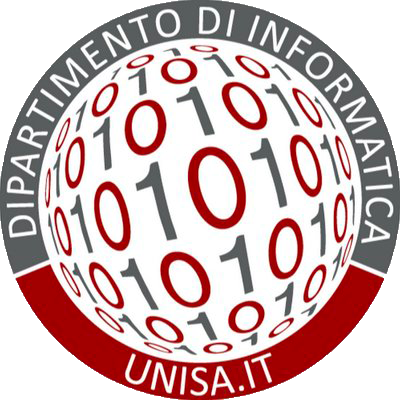 DIPARTIMENTO DI INFORMATICA
UNISA.IT